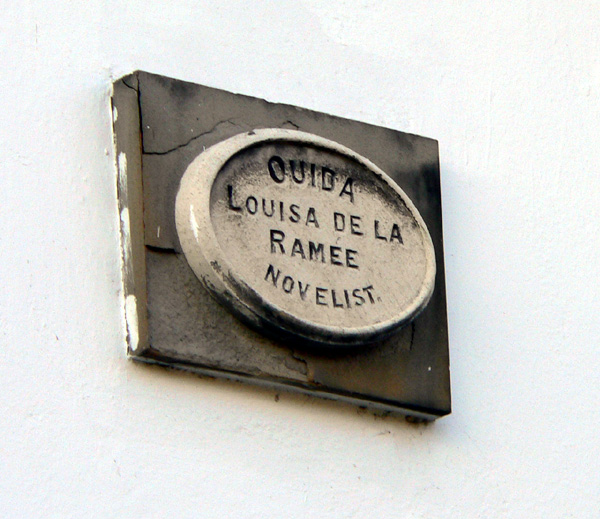 OUIDA
LOUISA DE LA
RAMÉE
NOVELIST.